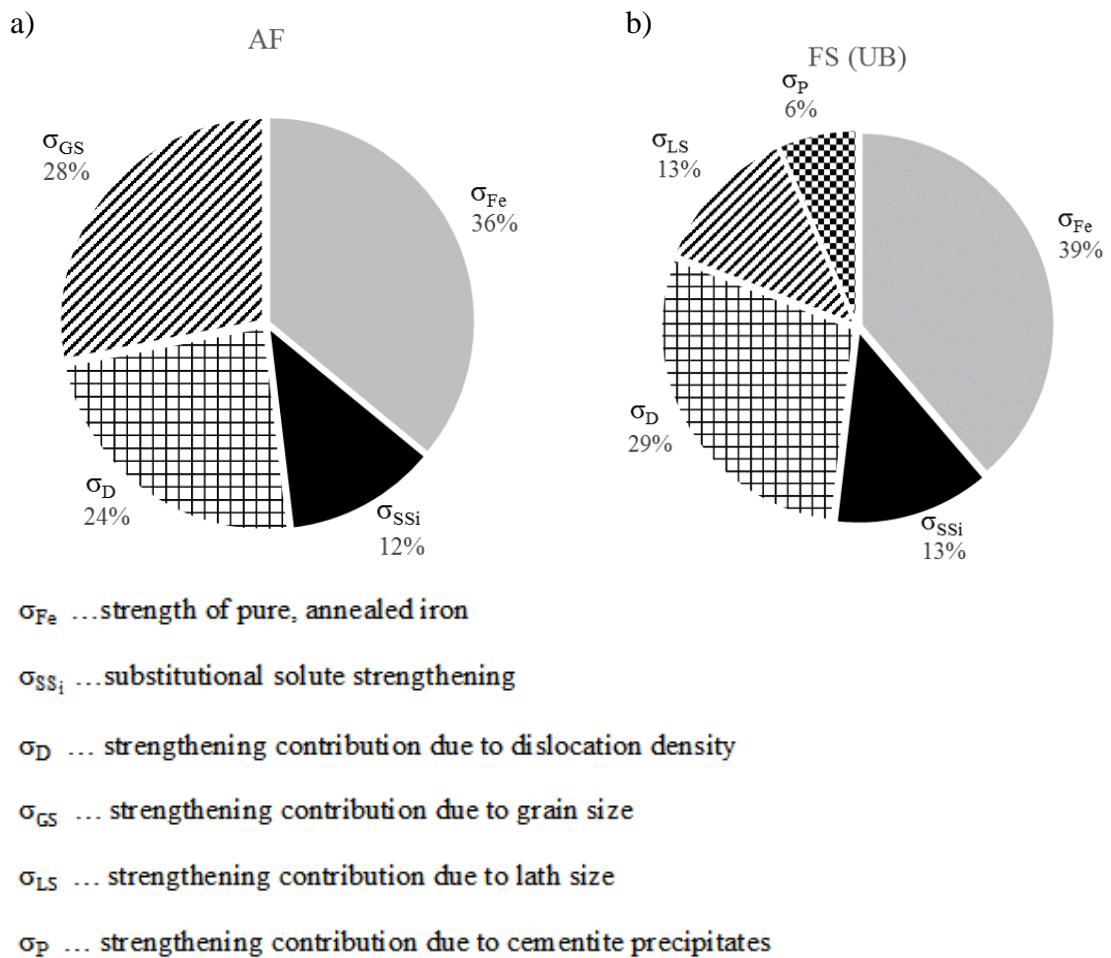 a)
AF
σGS
28%
σFe
36%
σD
24%
σSSi
12%
b)
FS (UB)
σP
6%
σLS
13%
σFe
39%
σD
29%
σSSi
13%
σFe …strength of pure, annealed iron
σSSi …substitutional solute strengthening
σD … strengthening contribution due to dislocation density
σGS … strengthening contribution due to grain size
σLS … strengthening contribution due to lath size
σP … strengthening contribution due to cementite precipitates